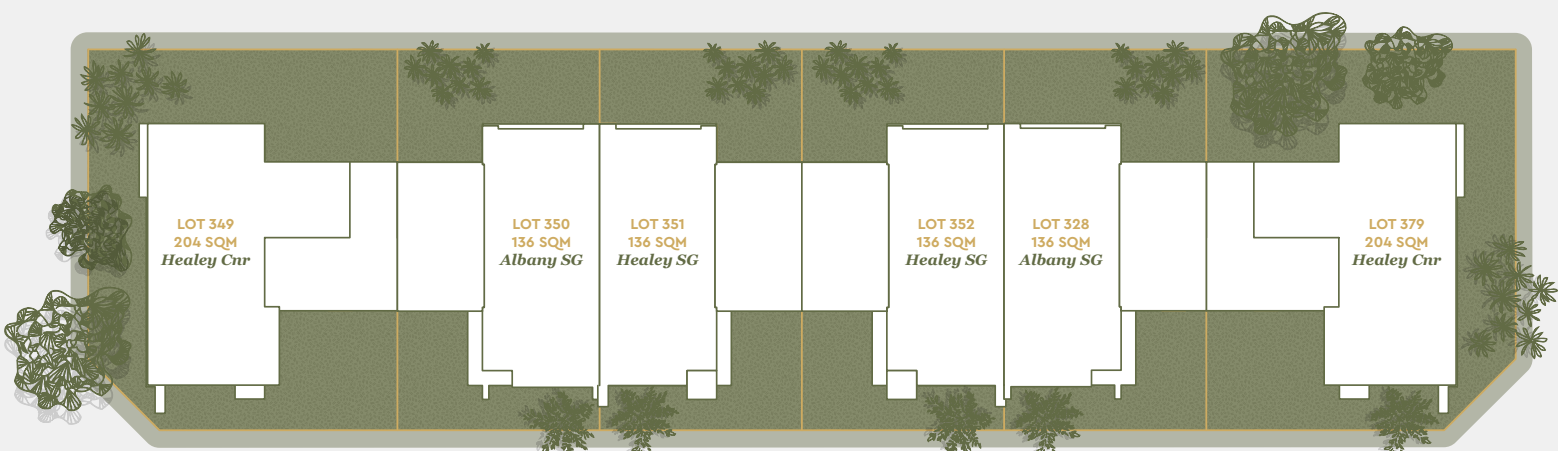 LOT 349
204 SQM
Healey Cnr
LOT 350
136 SQM
Albany SG
LOT 351
136 SQM
Healey SG
LOT 352
136 SQM
Healey SG
LOT 328
136 SQM
Albany SG
LOT 379
204 SQM
Healey Cnr